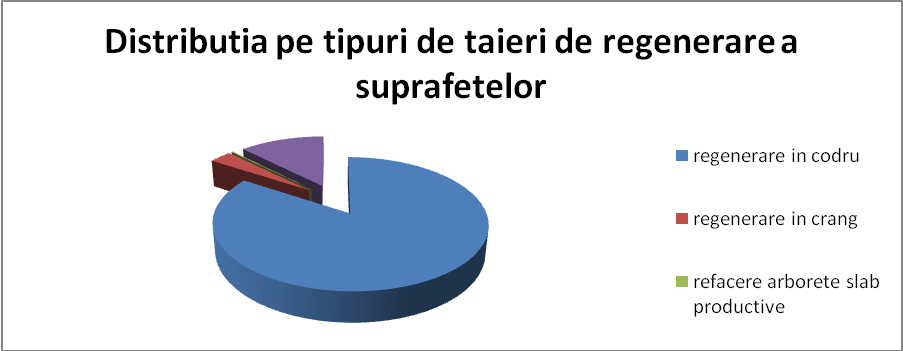 Distributia pe tipuri de taieri de regenerare a
suprafetelor
regenerare in codru
regenerare in crang
refacere arborete slab
productive